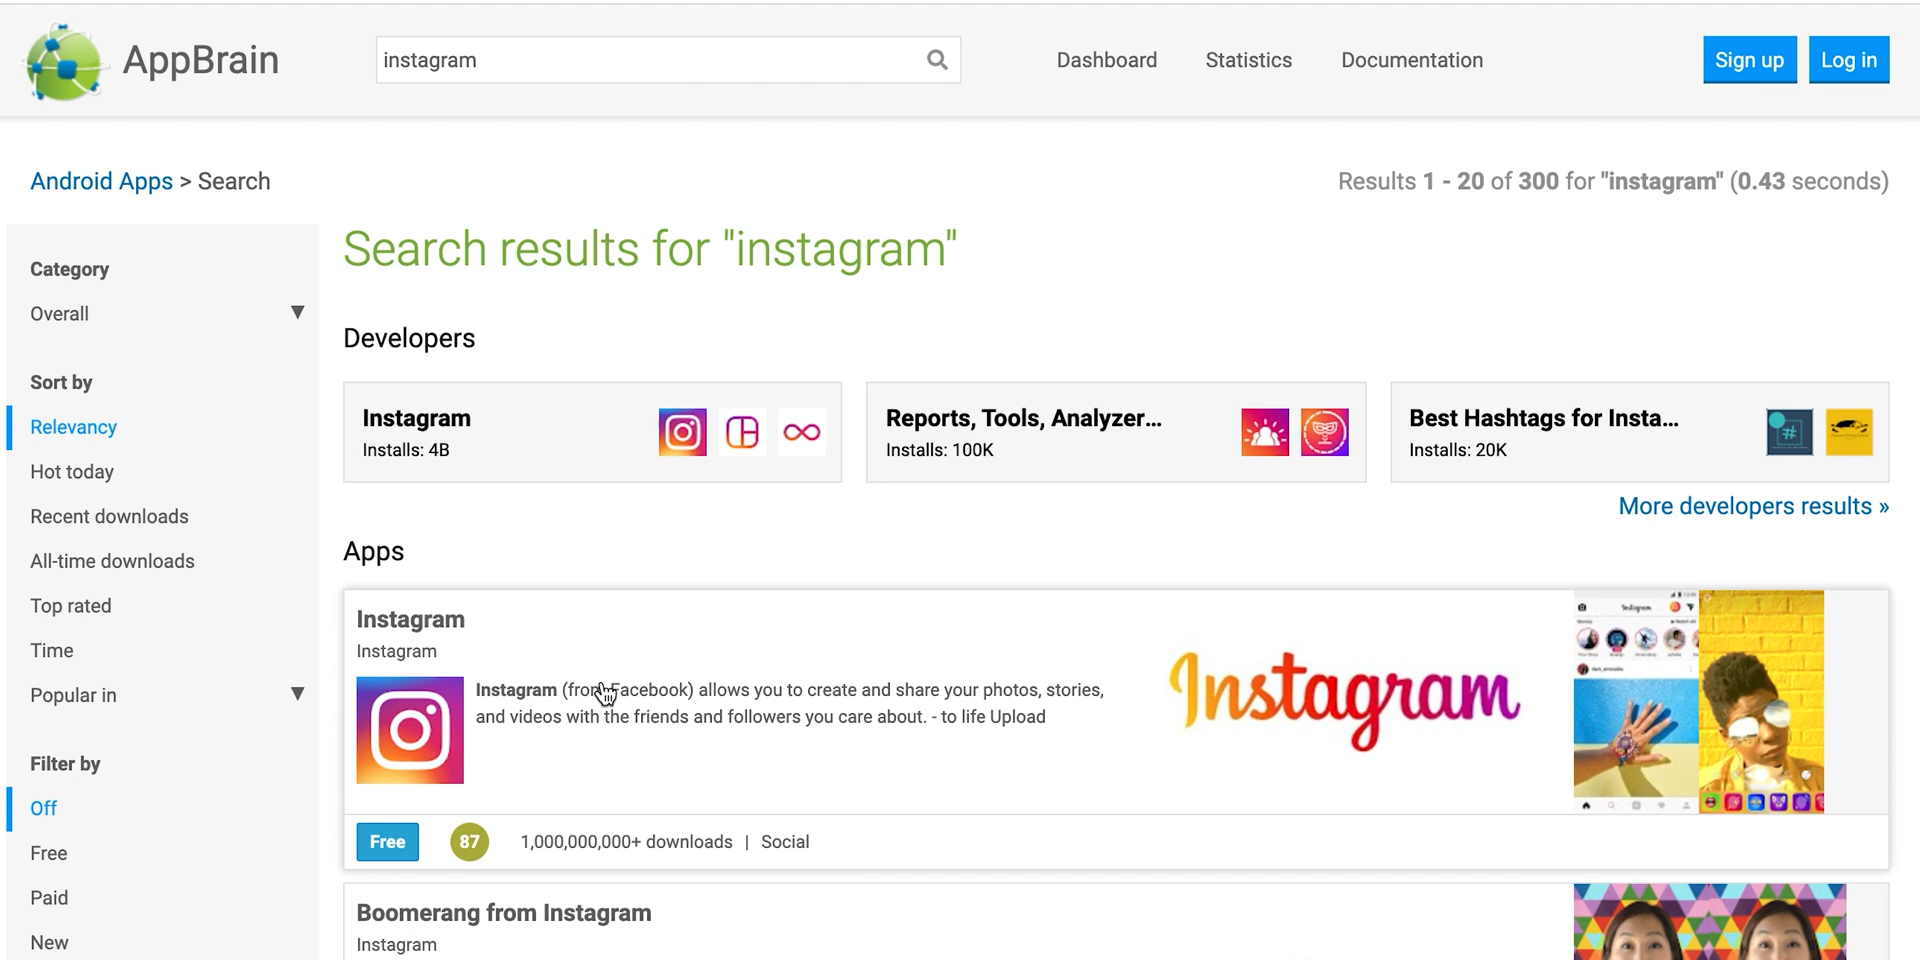 AppBrain
instagram
Dashboard
Statistics
Documentation
Sign up
Log in
Android Apps > Search
Results 1 - 20 of 300 for "instagram" (0.43 seconds)
Category
Overall
Sort by
Relevancy
Hot today
Recent downloads
All-time downloads
Top rated
Time
Popular in
Filter by
Off
Free
Paid
New
Search results for "instagram"
Developers
Instagram
Installs: 4B
Reports, Tools, Analyzer...
Installs: 100K
Best Hashtags for Insta...
Installs: 20K
More developers results »
Apps
Instagram
Instagram
Instagram (from Facebook) allows you to create and share your photos, stories,
and videos with the friends and followers you care about. - to life Upload
Instagram
Instagram
Free
87
1,000,000,000+ downloads | Social
Boomerang from Instagram
Instagram